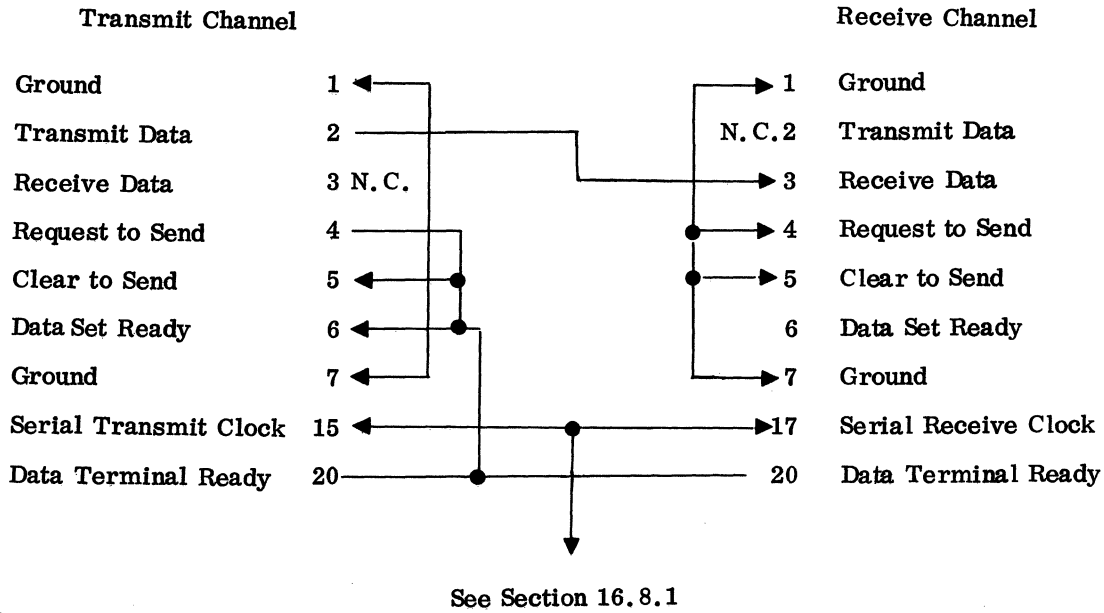 Transmit Channel Receive Channel
Ground 1 1 Ground
Transmit Data 2 N.C.2 Transmit Data
Receive Data 3 N.C. 3 Receive Data
Request to Send 4 4 Request to Send
Clear to Send 5 5 Clear to Send
Data Set Ready 6 6 Data Set Ready
Ground 7 7 Ground
Serial Transmit Clock 15 17 Serial Receive Clock
Data Terminal Ready 20 20 Data Terminal Ready
See Section 16.8.1